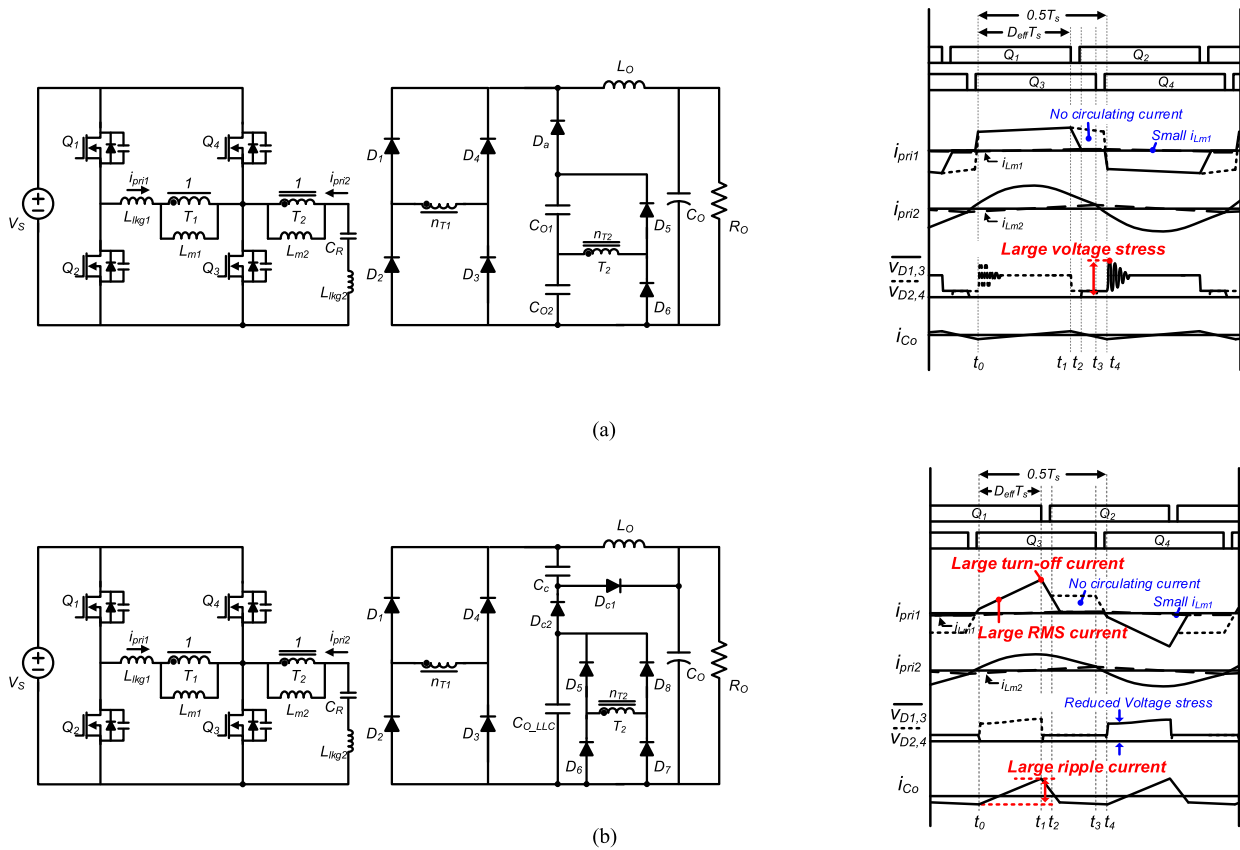 L_O
Q_1
Q_4
D_1
D_4
D_a
i_pri1
1
1
i_pri2
C_O1
n_T2
D_5
C_O
R_O
V_S
L_lkg1
T_1
T_2
n_T1
T_2
L_m1
L_m2
C_R
Q_2
Q_3
L_lkg2
D_2
D_3
C_O2
D_6
0.5T_s
D_effT_s
Q_1
Q_2
Q_3
Q_4
No circulating current
Small i_Lm1
i_pri1
i_Lm1
i_pri2
i_Lm2
Large voltage stress
V_D1,3
V_D2,4
i_Co
t_0
t_1
t_2
t_3
t_4
(a)
L_O
C_c
D_c1
Q_1
Q_4
D_1
D_4
D_c2
i_pri1
1
1
i_pri2
D_5
D_8
C_O
R_O
V_S
L_lkg1
T_1
T_2
n_T1
n_T2
T_2
L_m1
L_m2
C_R
Q_2
Q_3
L_lkg2
D_2
D_3
C_O_LLC
D_6
D_7
0.5T_s
D_effT_s
Q_1
Q_2
Q_3
Q_4
Large turn-off current
No circulating current
Small i_Lm1
i_pri1
i_Lm1
Large RMS current
i_pri2
i_Lm2
Reduced Voltage stress
V_D1,3
V_D2,4
Large ripple current
i_Co
t_0
t_1
t_2
t_3
t_4
(b)